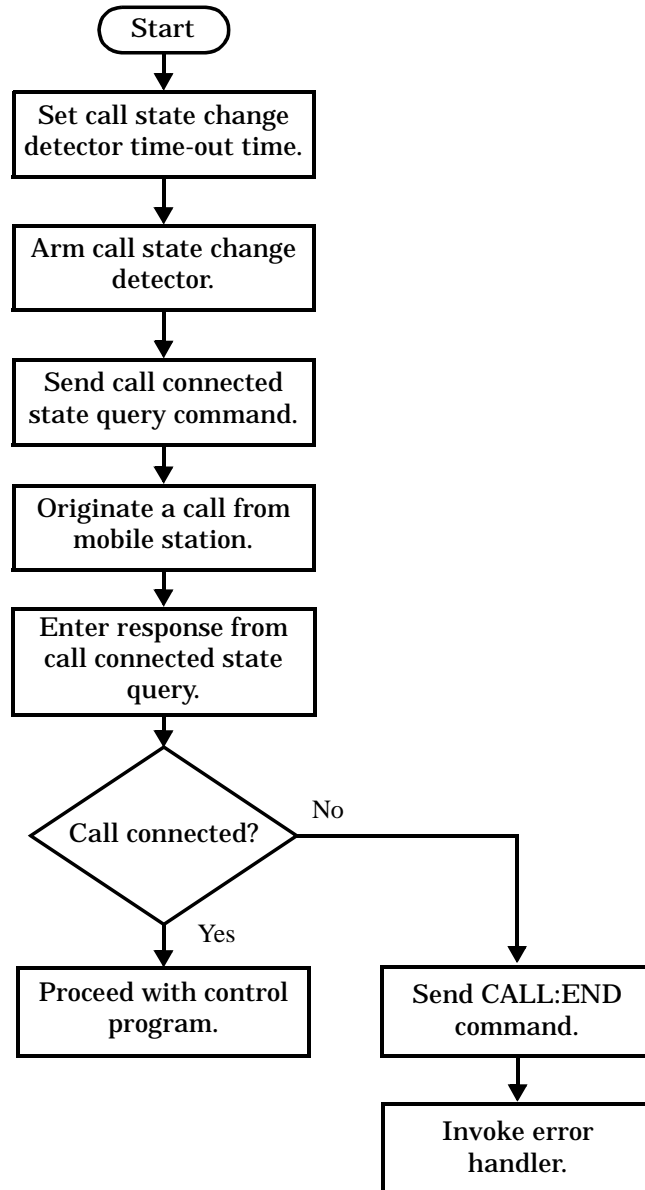 Start
Set call state change
detector time-out time.
Arm call state change
detector.
Send call connected
state query command.
Originate a call from
mobile station.
Enter response from
call connected state
query.
Call connected?
No
Yes
Proceed with control
program.
Send CALL:END
command.
Invoke error
handler.